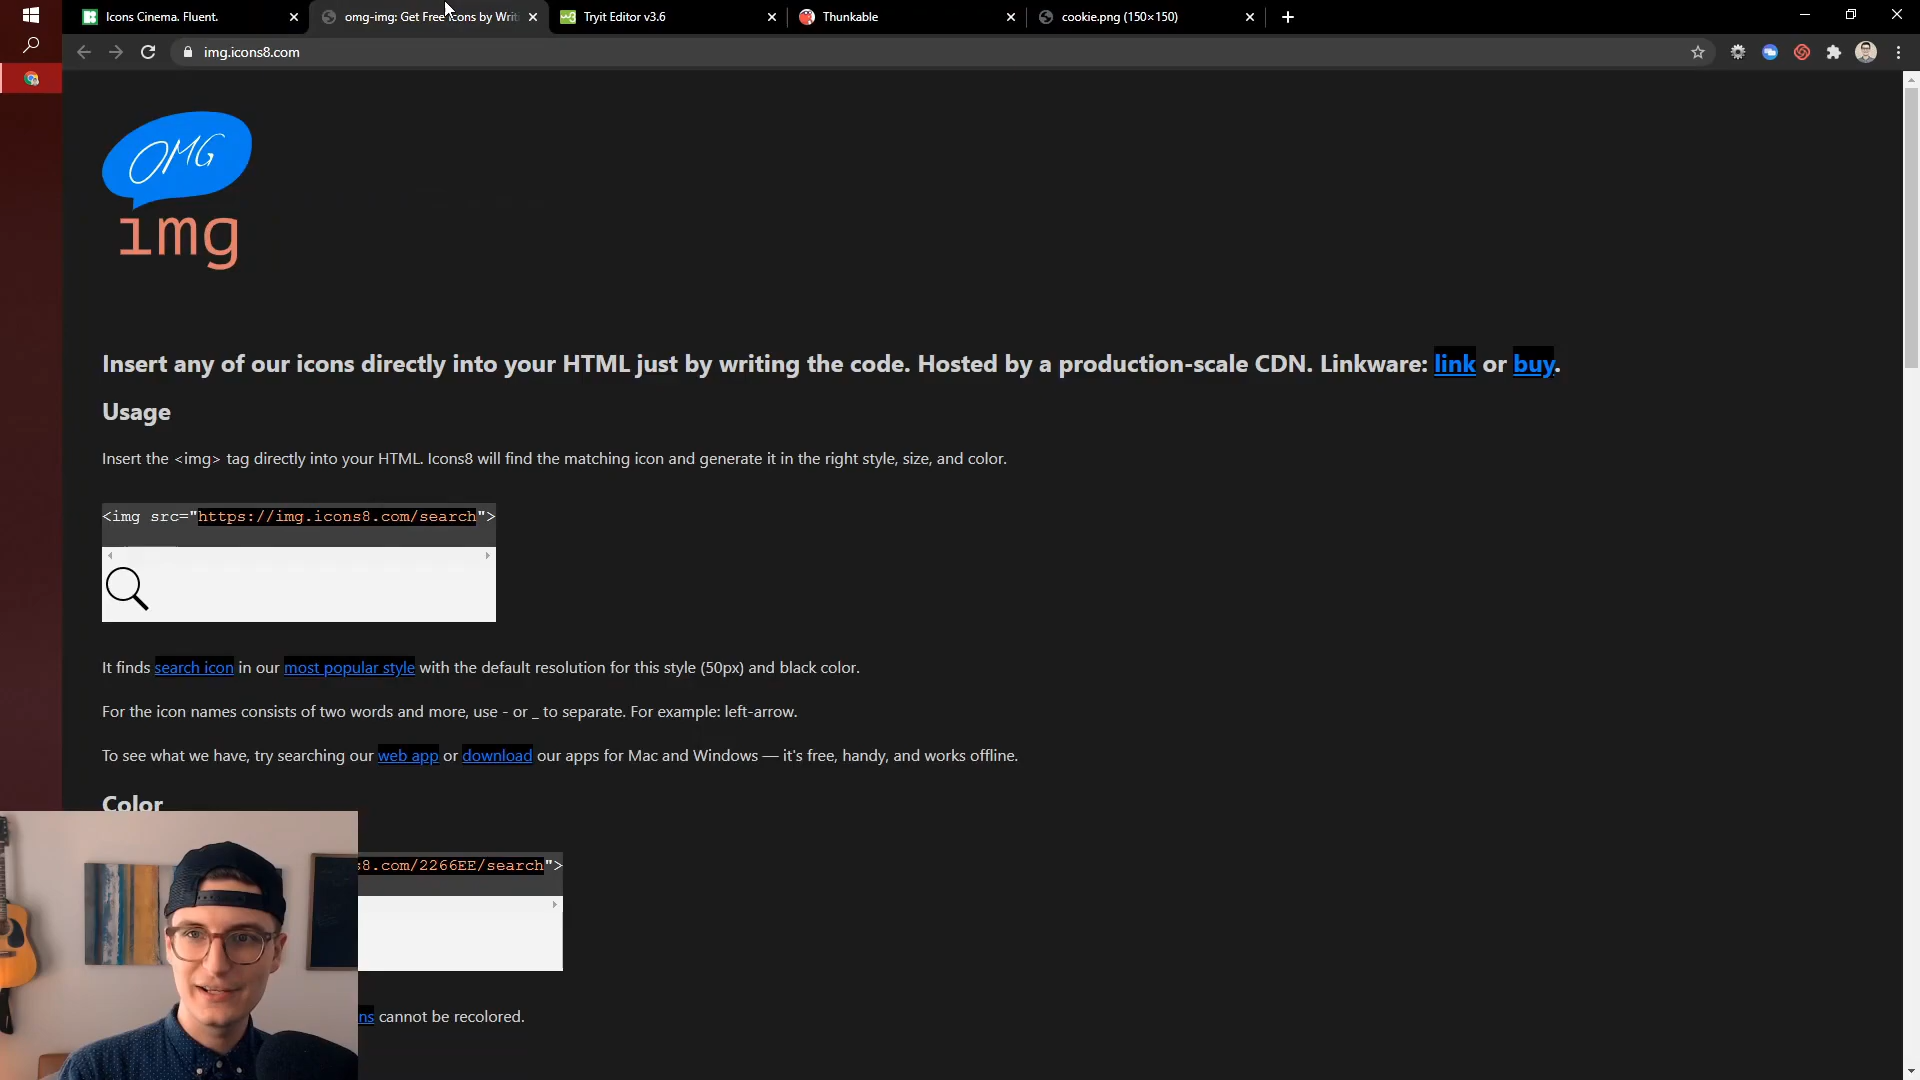 Icons Cinema. Fluent.
omg-img: Get Free Icons by Writ
Tryit Editor v3.6
Thunkable
cookie.png (150×150)
img.icons8.com
OMG
img
Insert any of our icons directly into your HTML just by writing the code. Hosted by a production-scale CDN. Linkware: link or buy.
Usage
Insert the <img> tag directly into your HTML. Icons8 will find the matching icon and generate it in the right style, size, and color.
<img src="https://img.icons8.com/search">
It finds search icon in our most popular style with the default resolution for this style (50px) and black color.
For the icon names consists of two words and more, use - or _ to separate. For example: left-arrow.
To see what we have, try searching our web app or download our apps for Mac and Windows — it's free, handy, and works offline.
Color
s8.com/2266EE/search">
ns cannot be recolored.